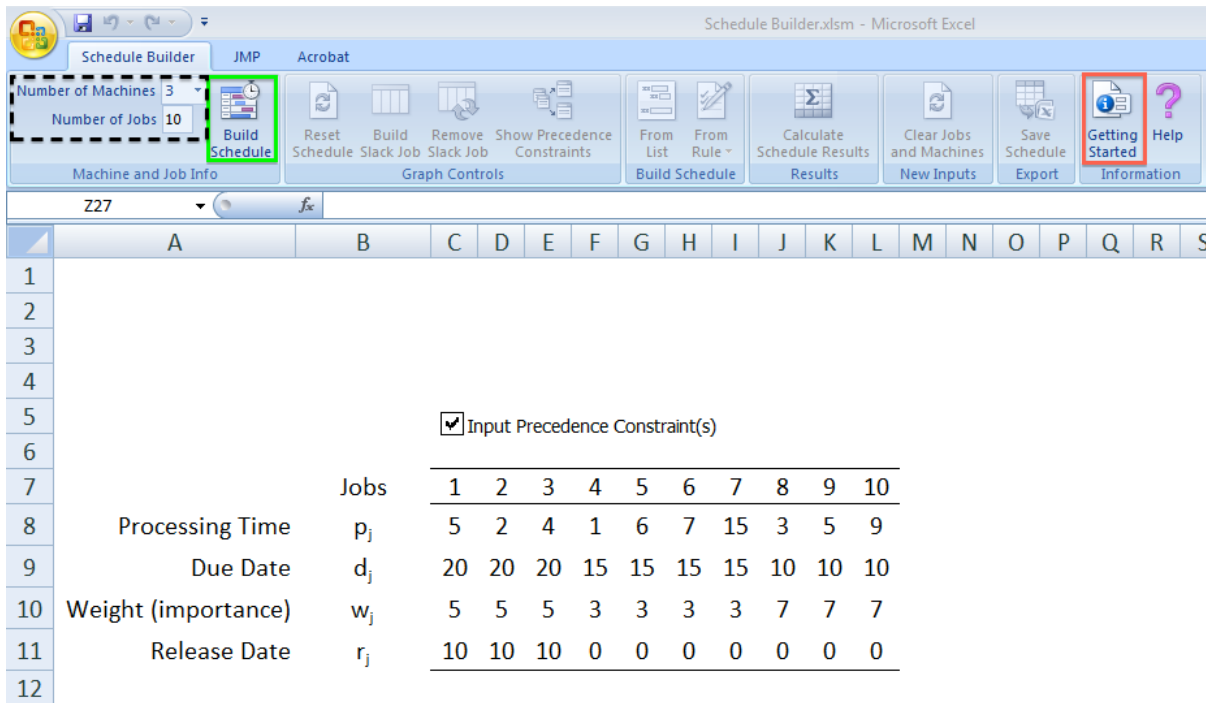 Schedule Builder.xlsm - Microsoft Excel
Schedule Builder JMP Acrobat
Number of Machines 3
Number of Jobs 10
Build Schedule
Reset Schedule
Build Slack Job
Remove Slack Job
Show Precedence Constraints
From List
From Rule
Calculate Schedule Results
Clear Jobs and Machines
Save Schedule
Getting Started
Help
Machine and Job Info Graph Controls Build Schedule Results New Inputs Export Information
Z27 fx
A B C D E F G H I J K L M N O P Q R S
1
2
3
4
5 Input Precedence Constraint(s)
6
7 Jobs 1 2 3 4 5 6 7 8 9 10
8 Processing Time pj 5 2 4 1 6 7 15 3 5 9
9 Due Date dj 20 20 20 15 15 15 15 10 10 10
10 Weight (importance) wj 5 5 5 3 3 3 3 7 7 7
11 Release Date rj 10 10 10 0 0 0 0 0 0 0
12